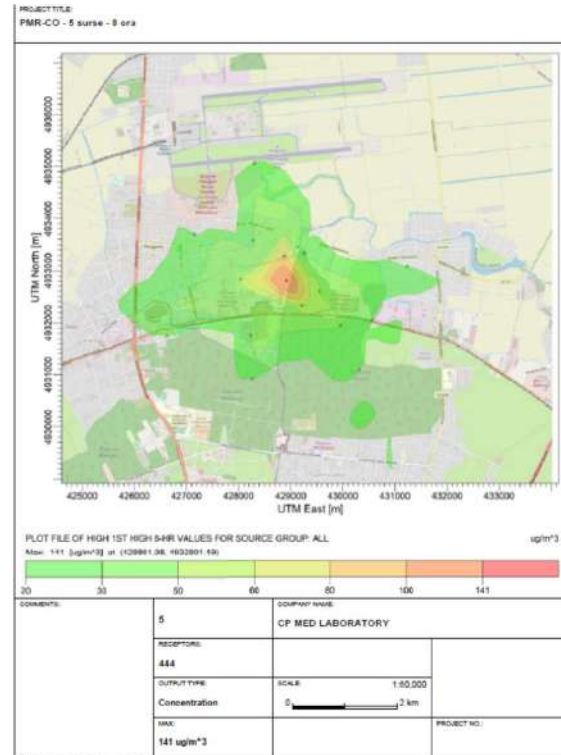 PROJECT TITLE:
PMR-CO - 5 surse - 8 ora
UTM North [m]
4936000
4935000
4934000
4933000
4932000
4931000
4930000
425000 426000 427000 428000 429000 430000 431000 432000 433000
UTM East [m]
PLOT FILE OF HIGH 1ST HIGH 8-HR VALUES FOR SOURCE GROUP: ALL
ug/m^3
Max: 141 [ug/m^3] at
20 30 50 60 80 100 141
COMMENTS:
5
COMPANY NAME:
CP MED LABORATORY
RECEPTORS:
444
OUTPUT TYPE:
Concentration
SCALE:
1:60,000
0 2 km
MAX:
141 ug/m^3
PROJECT NO.: